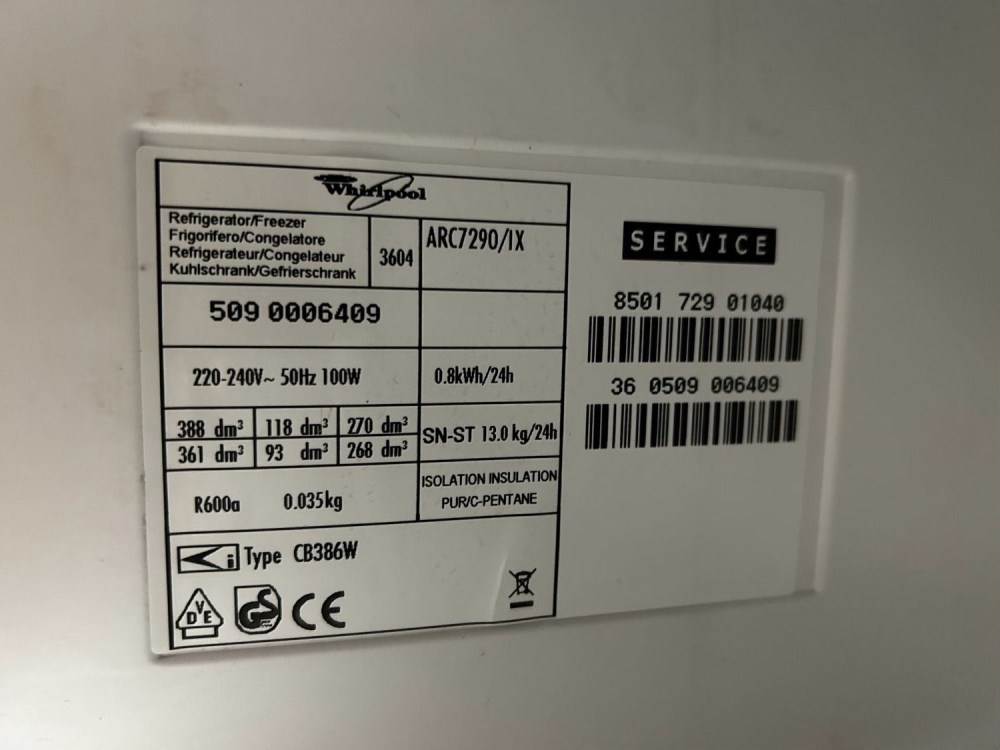 Whirlpool
Refrigerator/Freezer
Frigorifero/Congelatore
Refrigerateur/Congelateur
Kuhlschrank/Gefrierschrank
3604
ARC7290/IX
509 0006409
220-240V~ 50Hz 100W
0.8kWh/24h
388 dm³ 118 dm³ 270 dm³
361 dm³ 93 dm³ 268 dm³
SN-ST 13.0 kg/24h
R600a 0.035kg
ISOLATION INSULATION
PUR/C-PENTANE
i Type CB386W
DVE GS CE
SERVICE
8501 729 01040
36 0509 006409